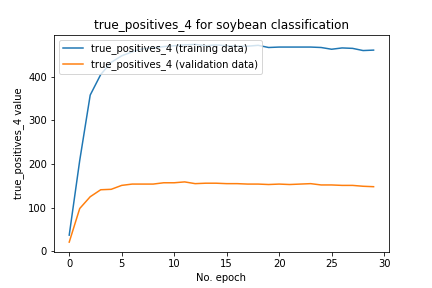 true_positives_4 for soybean classification
true_positives_4 (training data)
true_positives_4 (validation data)
true_positives_4 value
400
300
200
100
0
0 5 10 15 20 25 30
No. epoch